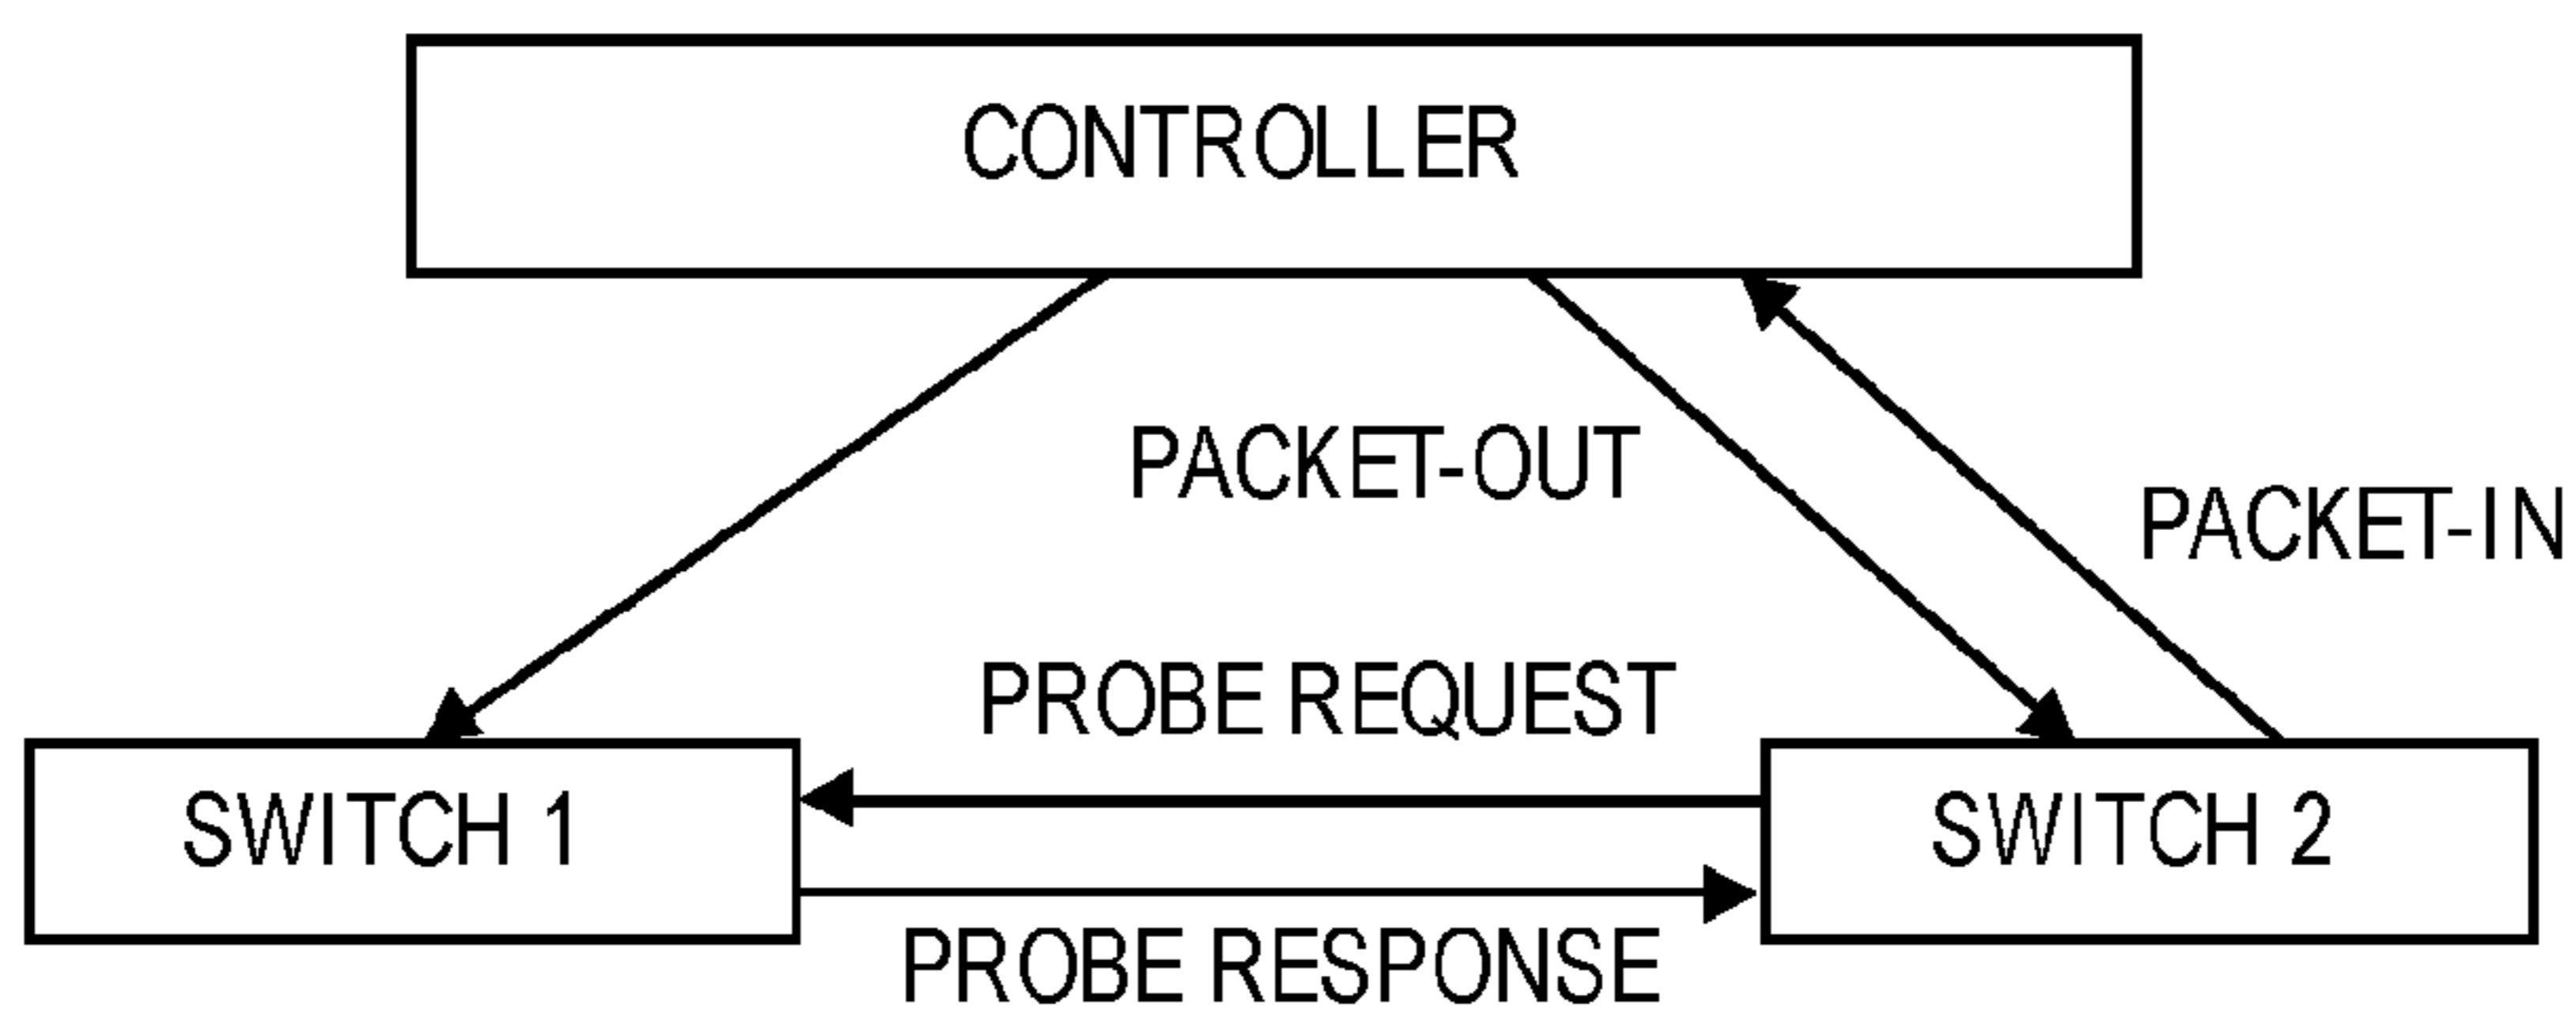 CONTROLLER
PACKET-OUT
PACKET-IN
PROBE REQUEST
SWITCH 1
SWITCH 2
PROBE RESPONSE